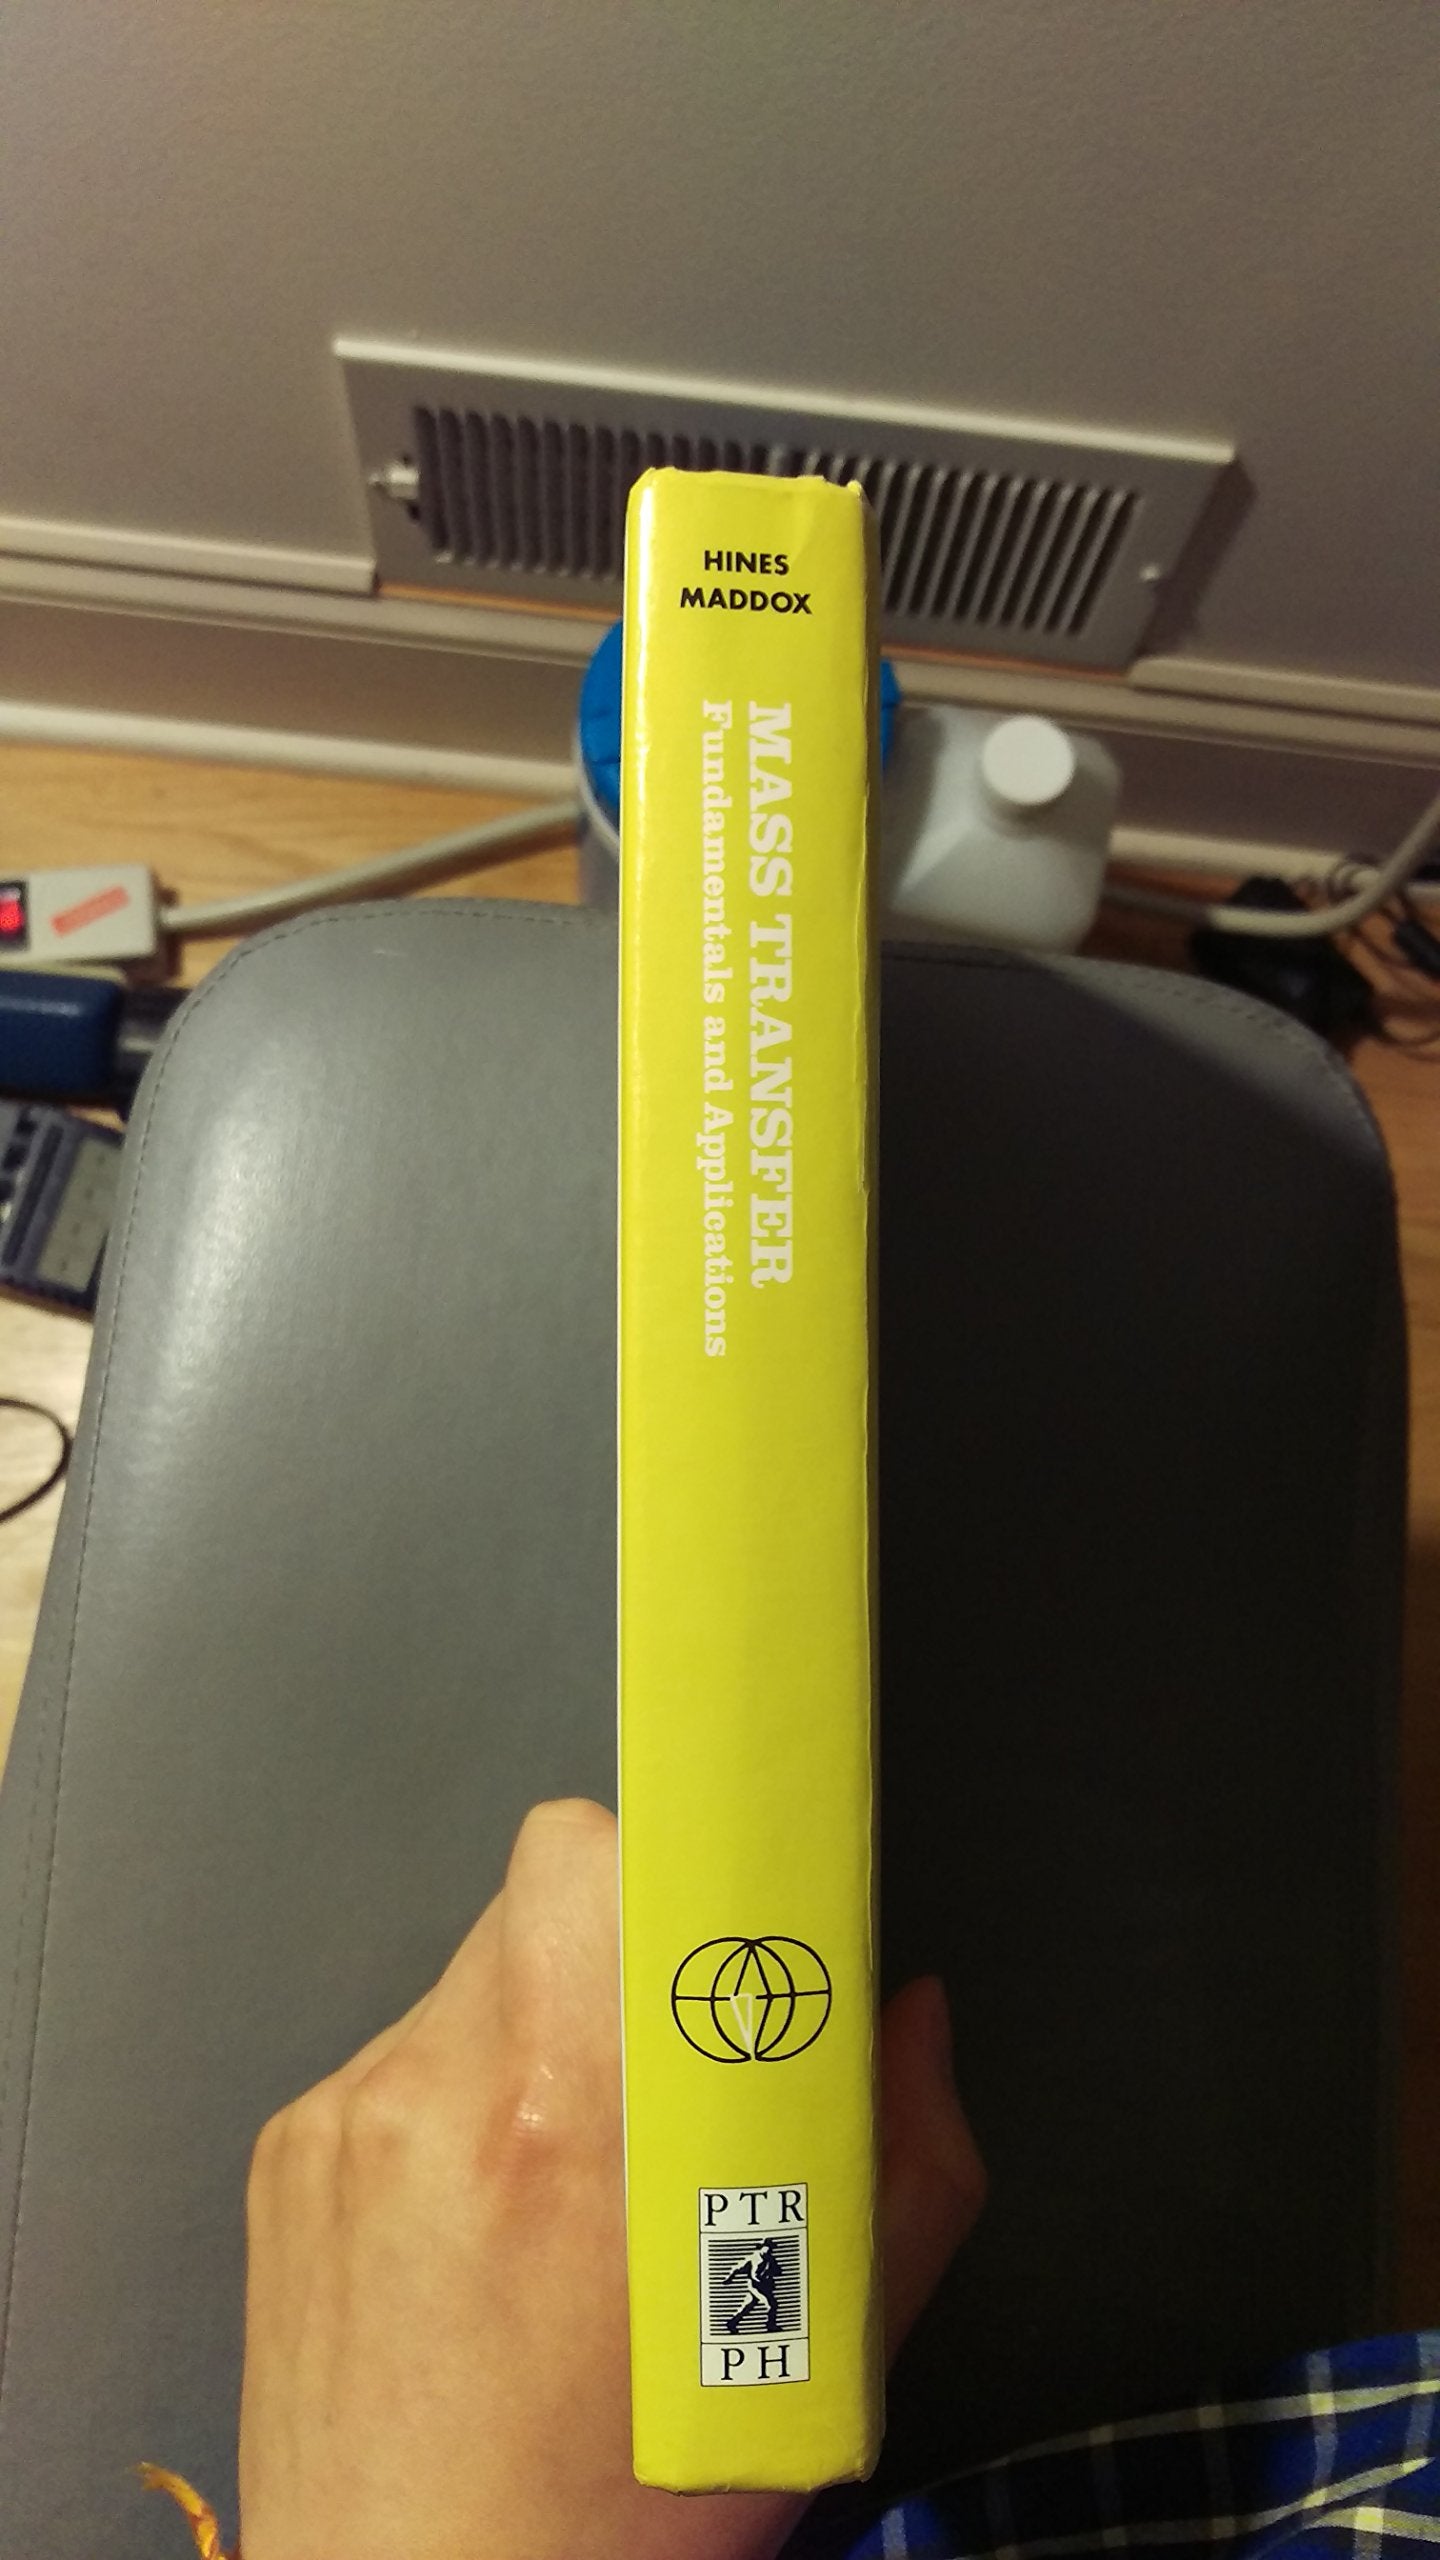 HINES
MADDOX
MASS TRANSFER
Fundamentals and Applications
PTR
PH